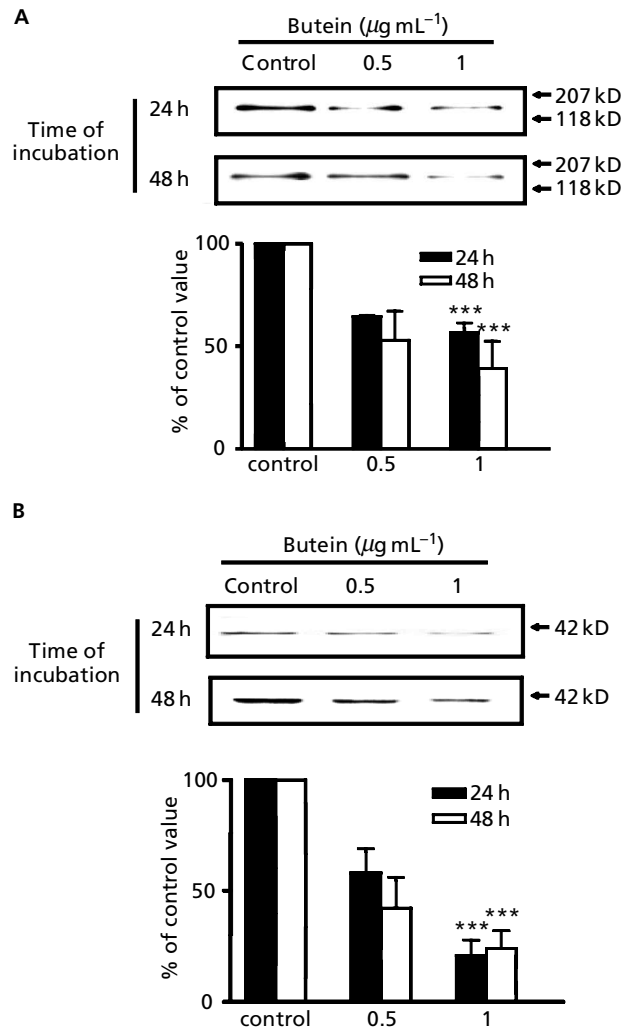 A
Butein (μg mL⁻¹)
Control 0.5 1
Time of incubation
24 h
207 kD
118 kD
48 h
207 kD
118 kD
% of control value
100
50
0
24 h
48 h
***
***
control 0.5 1
B
Butein (μg mL⁻¹)
Control 0.5 1
Time of incubation
24 h
42 kD
48 h
42 kD
% of control value
100
50
0
24 h
48 h
***
***
control 0.5 1